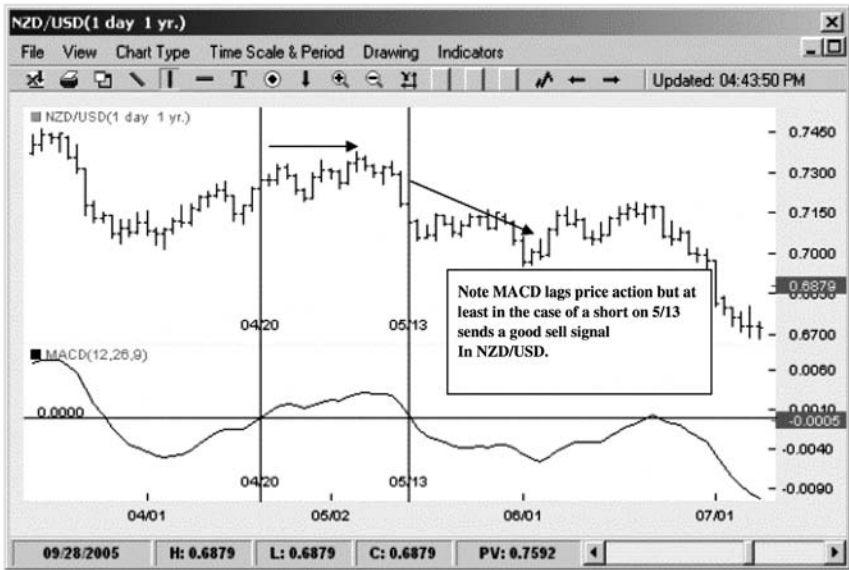 NZD/USD(1 day 1 yr.)
File View Chart Type Time Scale & Period Drawing Indicators
T Updated: 04:43:50 PM
NZD/USD(1 day 1 yr.)
0.7450
0.7300
0.7150
0.7000
0.6879
0.6700
Note MACD lags price action but at
least in the case of a short on 5/13
sends a good sell signal
In NZD/USD.
04/20 05/13
MACD(12,26,9)
0.0060
0.0000
0.0010
-0.0005
-0.0040
-0.0090
04/20 05/13
04/01 05/02 06/01 07/01
09/28/2005 H: 0.6879 L: 0.6879 C: 0.6879 PV: 0.7592